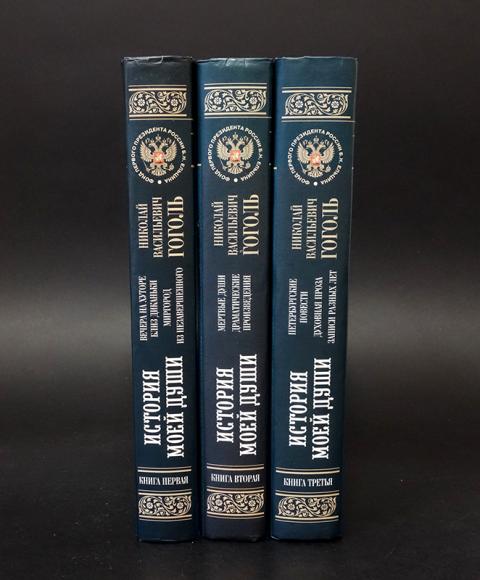 ФОНД ПЕРВОГО ПРЕЗИДЕНТА РОССИИ Б.Н. ЕЛЬЦИНА
НИКОЛАЙ
ВАСИЛЬЕВИЧ
ГОГОЛЬ
ВЕЧЕРА НА ХУТОРЕ
БЛИЗ ДИКАНЬКИ
МИРГОРОД
ИЗ НЕЗАВЕРШЕННОГО
ИСТОРИЯ
МОЕЙ ДУШИ
КНИГА ПЕРВАЯ
ФОНД ПЕРВОГО ПРЕЗИДЕНТА РОССИИ Б.Н. ЕЛЬЦИНА
НИКОЛАЙ
ВАСИЛЬЕВИЧ
ГОГОЛЬ
МЕРТВЫЕ ДУШИ
ДРАМАТИЧЕСКИЕ
ПРОИЗВЕДЕНИЯ
ИСТОРИЯ
МОЕЙ ДУШИ
КНИГА ВТОРАЯ
ФОНД ПЕРВОГО ПРЕЗИДЕНТА РОССИИ Б.Н. ЕЛЬЦИНА
НИКОЛАЙ
ВАСИЛЬЕВИЧ
ГОГОЛЬ
ПЕТЕРБУРГСКИЕ
ПОВЕСТИ
ДУХОВНАЯ ПРОЗА
ЗАПИСИ РАЗНЫХ ЛЕТ
ИСТОРИЯ
МОЕЙ ДУШИ
КНИГА ТРЕТЬЯ